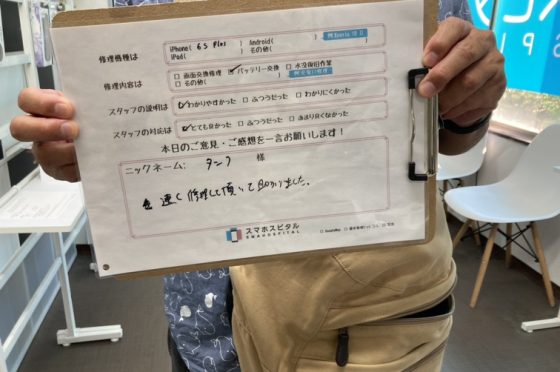 修理機種は
iPhone( 6S Plus ) Android( )
iPad( ) その他( )
例 Xperia 10 Ⅱ
修理内容は
□ 画面交換修理 ☑ バッテリー交換 □ 水没復旧作業
□ その他( )
スタッフの説明は ☑ わかりやすかった □ ふつうだった □ わかりにくかった
スタッフの対応は ☑ とても良かった □ ふつうだった □ あまり良くなかった
本日のご意見・ご感想を一言お願いします！
ニックネーム: 様
速く修理して頂いて助かりました。
スマホスピタル
SMAHOSPITAL